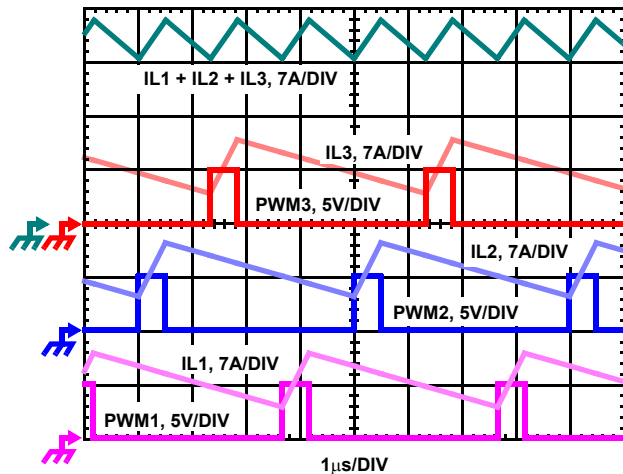 IL1 + IL2 + IL3, 7A/DIV
IL3, 7A/DIV
PWM3, 5V/DIV
IL2, 7A/DIV
PWM2, 5V/DIV
IL1, 7A/DIV
PWM1, 5V/DIV
1μs/DIV